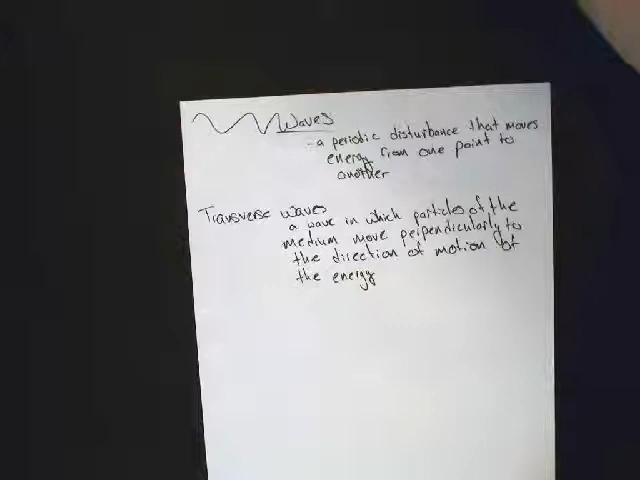 Waves
- a periodic disturbance that moves
energy from one point to
another
Transverse waves
a wave in which particles of the
medium move perpendicularly to
the direction of motion of
the energy